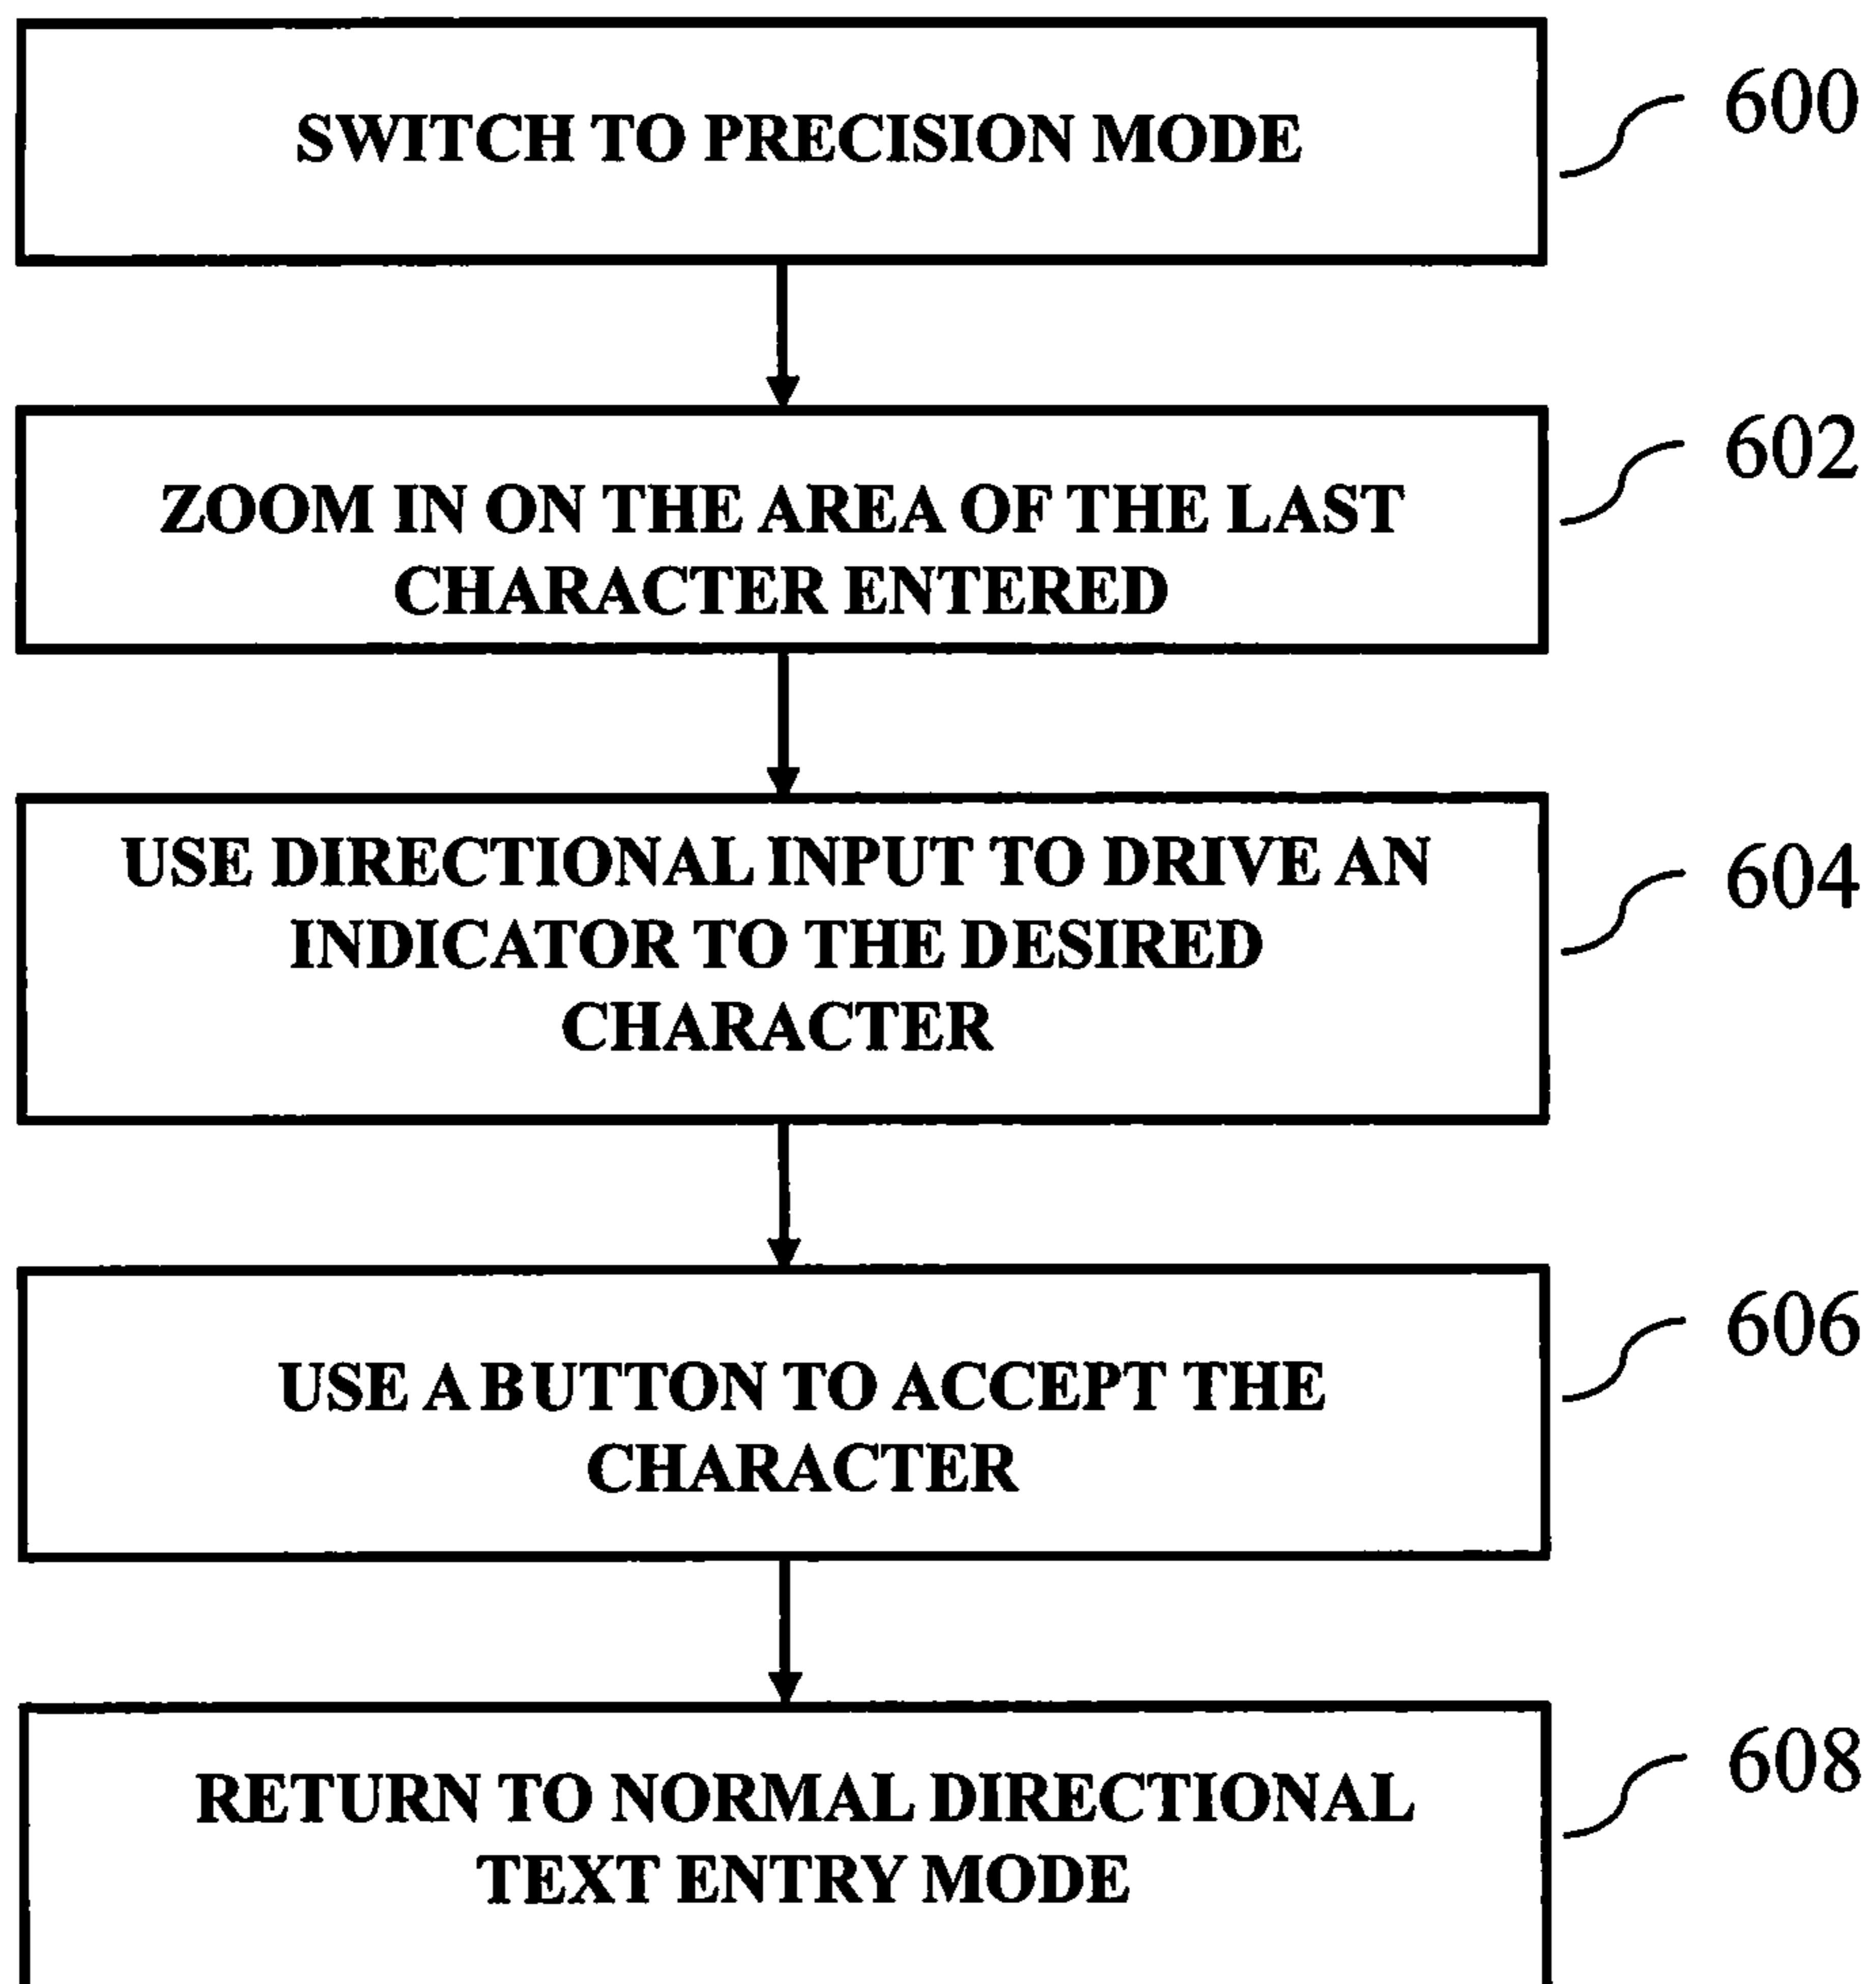 SWITCH TO PRECISION MODE
600
ZOOM IN ON THE AREA OF THE LAST
CHARACTER ENTERED
602
USE DIRECTIONAL INPUT TO DRIVE AN
INDICATOR TO THE DESIRED
CHARACTER
604
USE A BUTTON TO ACCEPT THE
CHARACTER
606
RETURN TO NORMAL DIRECTIONAL
TEXT ENTRY MODE
608